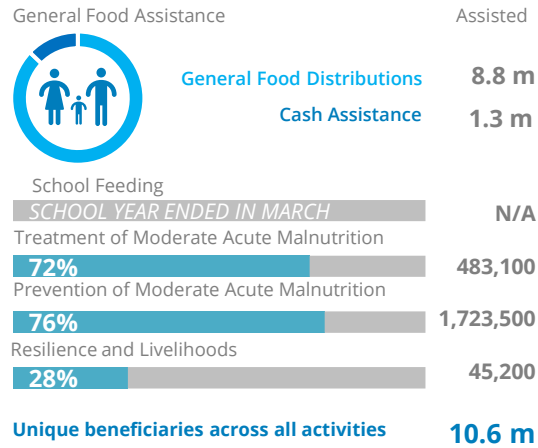 General Food Assistance Assisted
General Food Distributions 8.8 m
Cash Assistance 1.3 m
School Feeding
SCHOOL YEAR ENDED IN MARCH N/A
Treatment of Moderate Acute Malnutrition
72% 483,100
Prevention of Moderate Acute Malnutrition
76% 1,723,500
Resilience and Livelihoods
28% 45,200
Unique beneficiaries across all activities 10.6 m